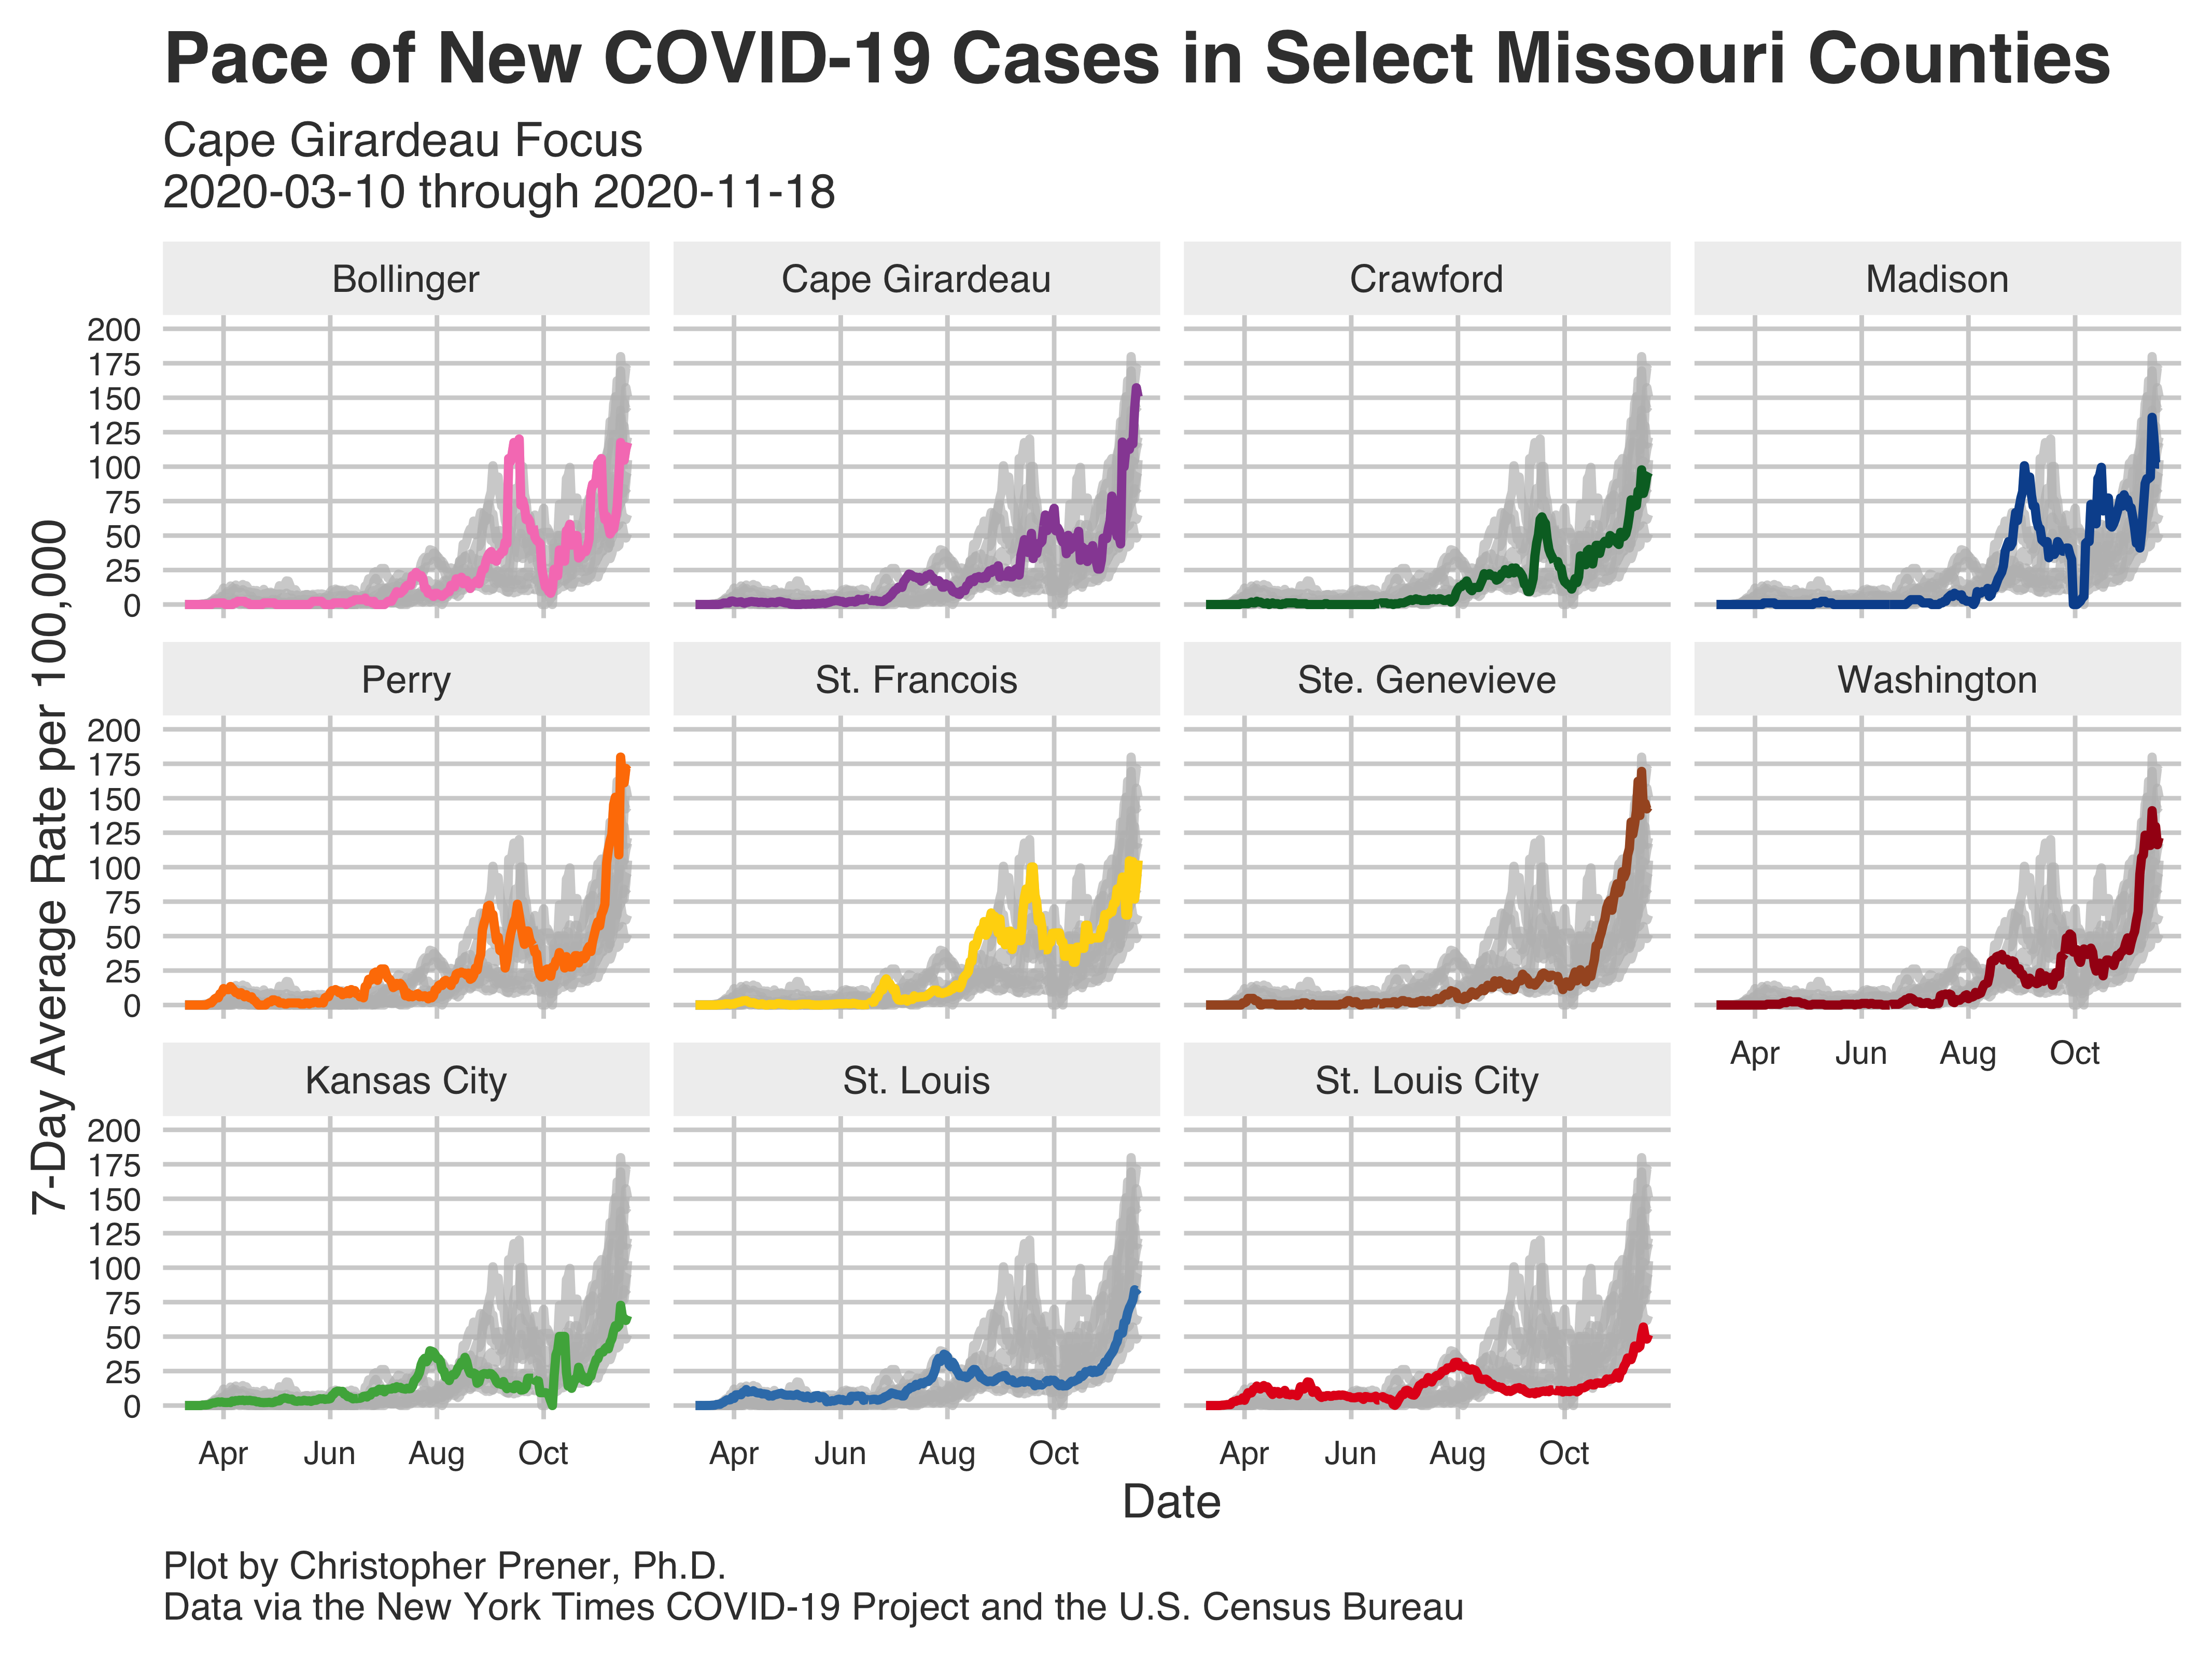 Pace of New COVID-19 Cases in Select Missouri Counties
Cape Girardeau Focus
2020-03-10 through 2020-11-18
7-Day Average Rate per 100,000
Bollinger
Cape Girardeau
Crawford
Madison
200
175
150
125
100
75
50
25
0
Perry
St. Francois
Ste. Genevieve
Washington
200
175
150
125
100
75
50
25
0
Apr Jun Aug Oct
Kansas City
St. Louis
St. Louis City
200
175
150
125
100
75
50
25
0
Apr Jun Aug Oct
Apr Jun Aug Oct
Apr Jun Aug Oct
Date
Plot by Christopher Prener, Ph.D.
Data via the New York Times COVID-19 Project and the U.S. Census Bureau